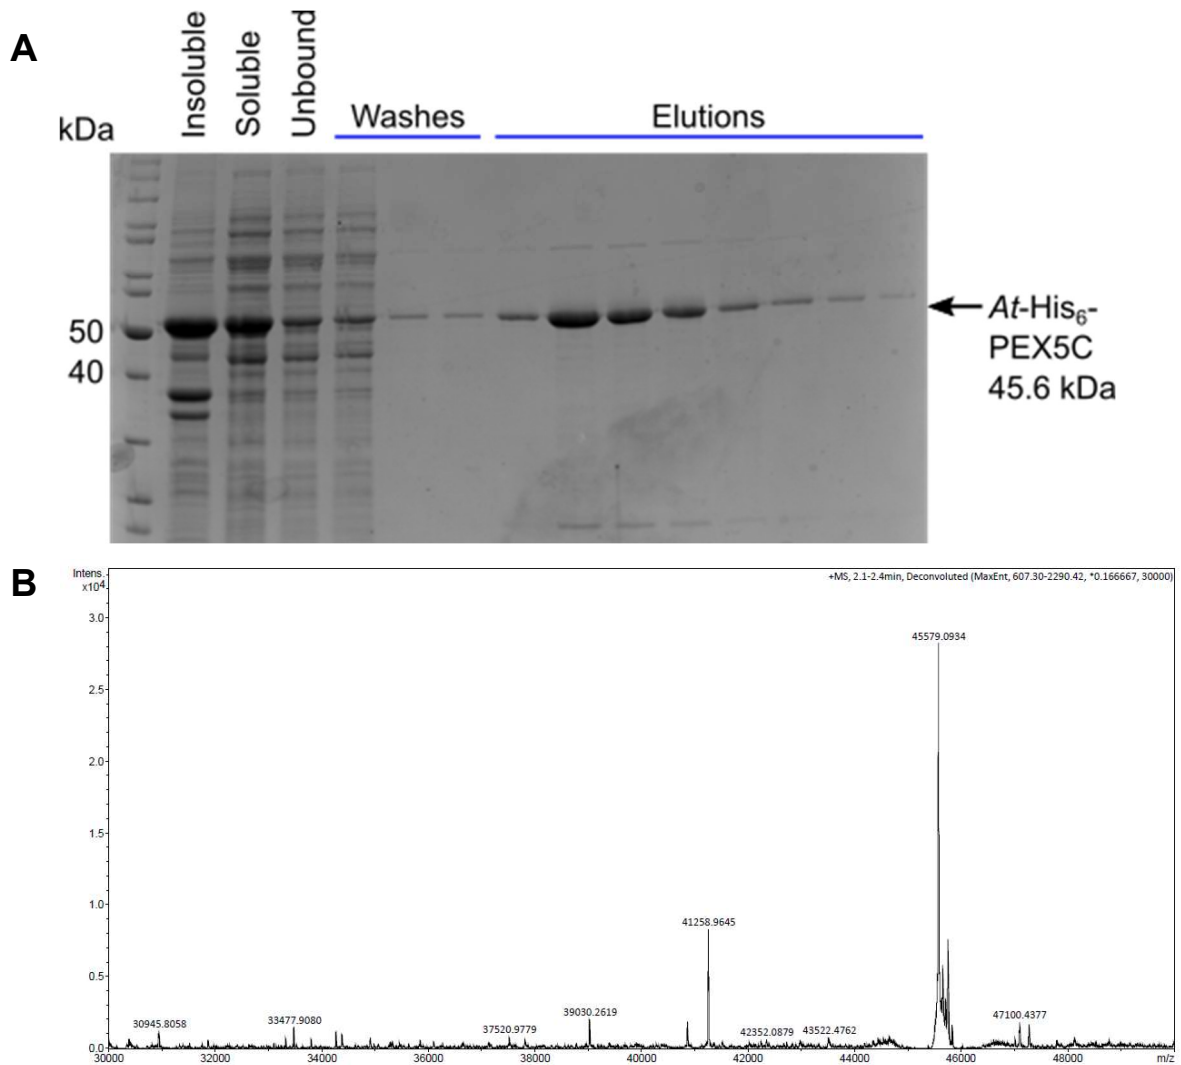 A
Insoluble
Soluble
Unbound
Washes
Elutions
kDa
50
40
At-His6-
PEX5C
45.6 kDa
B
Intens.
x104
+MS, 2.1-2.4min, Deconvoluted (MaxEnt, 607.30-2290.42, *0.166667, 30000)
3.0
45579.0934
2.5
2.0
1.5
1.0
41258.9645
0.5
30945.8058
33477.9080
37520.9779
39030.2619
42352.0879
43522.4762
47100.4377
0.0
30000
32000
34000
36000
38000
40000
42000
44000
46000
48000
m/z